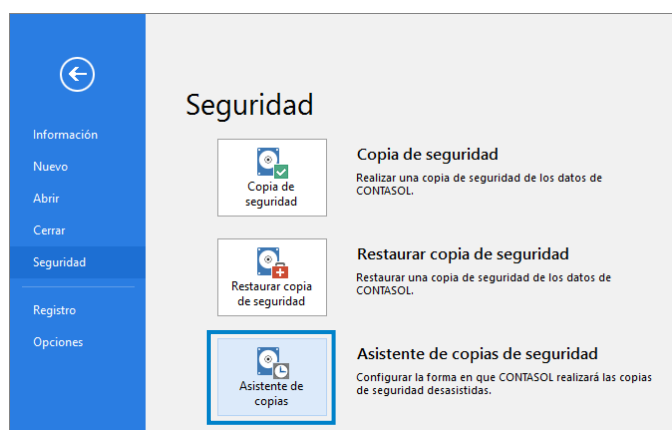 Seguridad
Información
Nuevo
Abrir
Cerrar
Seguridad
Registro
Opciones
Copia de
seguridad
Copia de seguridad
Realizar una copia de seguridad de los datos de
CONTASOL.
Restaurar copia
de seguridad
Restaurar copia de seguridad
Restaurar una copia de seguridad de los datos de
CONTASOL.
Asistente de
copias
Asistente de copias de seguridad
Configurar la forma en que CONTASOL realizará las copias
de seguridad desasistidas.